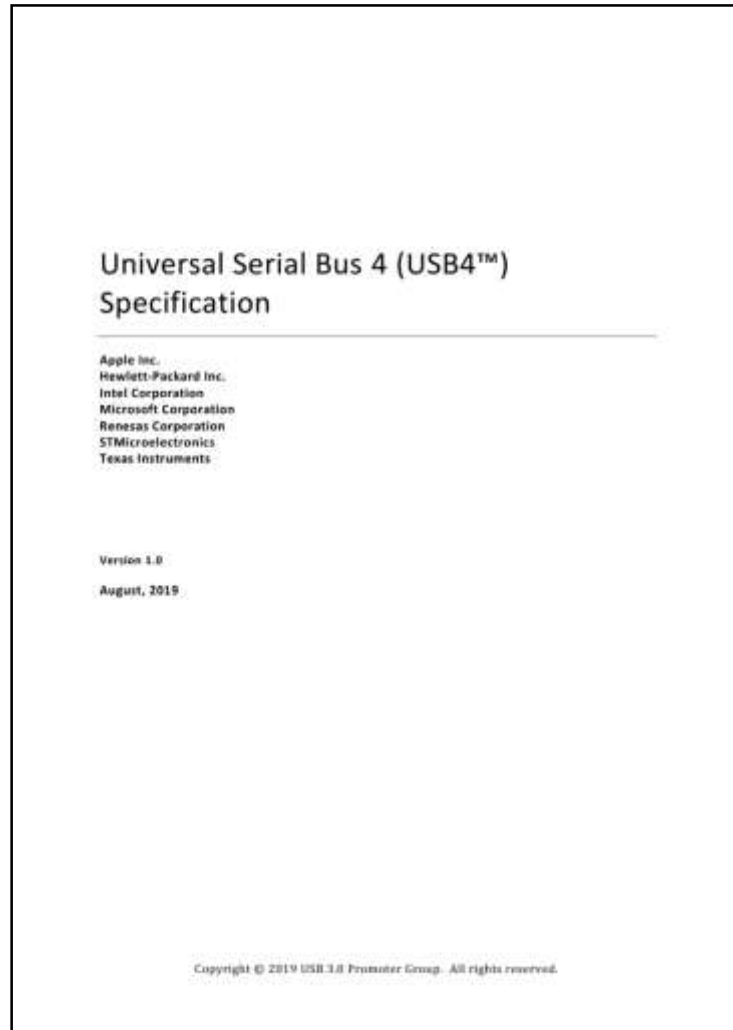 Universal Serial Bus 4 (USB4™)
Specification
Apple Inc.
Hewlett-Packard Inc.
Intel Corporation
Microsoft Corporation
Renesas Corporation
STMicroelectronics
Texas Instruments
Version 1.0
August, 2019
Copyright © 2019 USB 3.0 Promoter Group. All rights reserved.